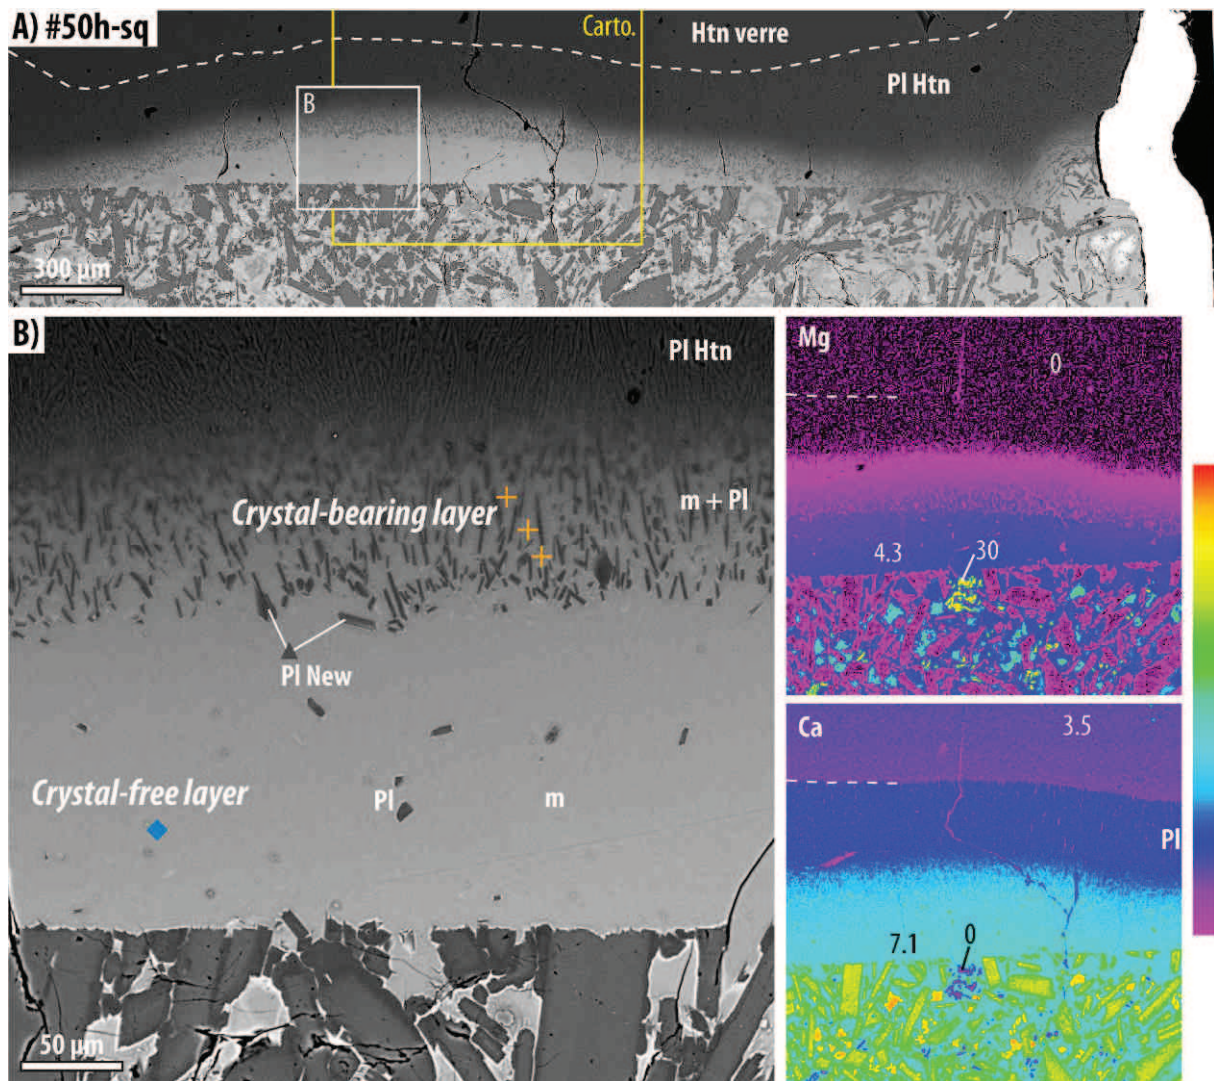 A) #50h-sq
Carto.
Htn verre
Pl Htn
B
300 µm
B)
Pl Htn
Crystal-bearing layer
m + Pl
Pl New
Crystal-free layer
Pl
m
50 µm
Mg
0
4.3
30
Ca
3.5
Pl
7.1
0